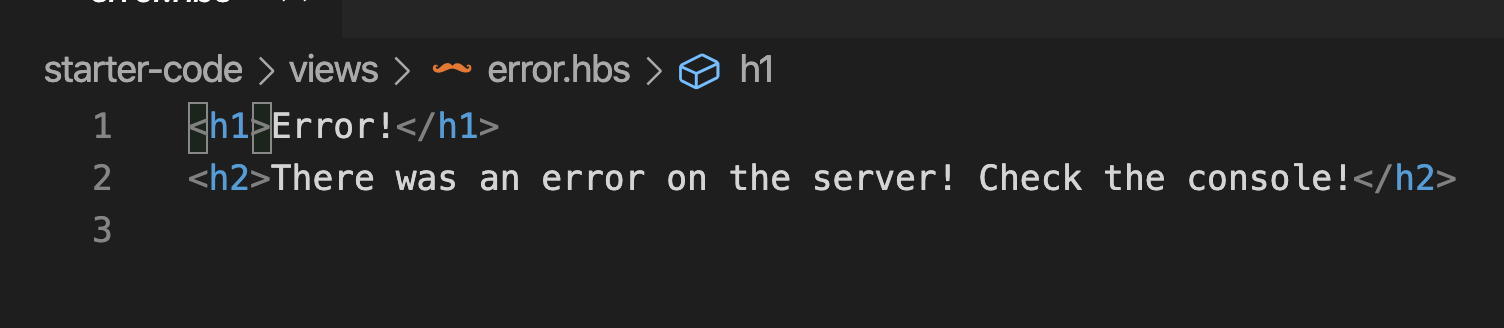 starter-code > views > error.hbs > h1
1 <h1>Error!</h1>
2 <h2>There was an error on the server! Check the console!</h2>
3